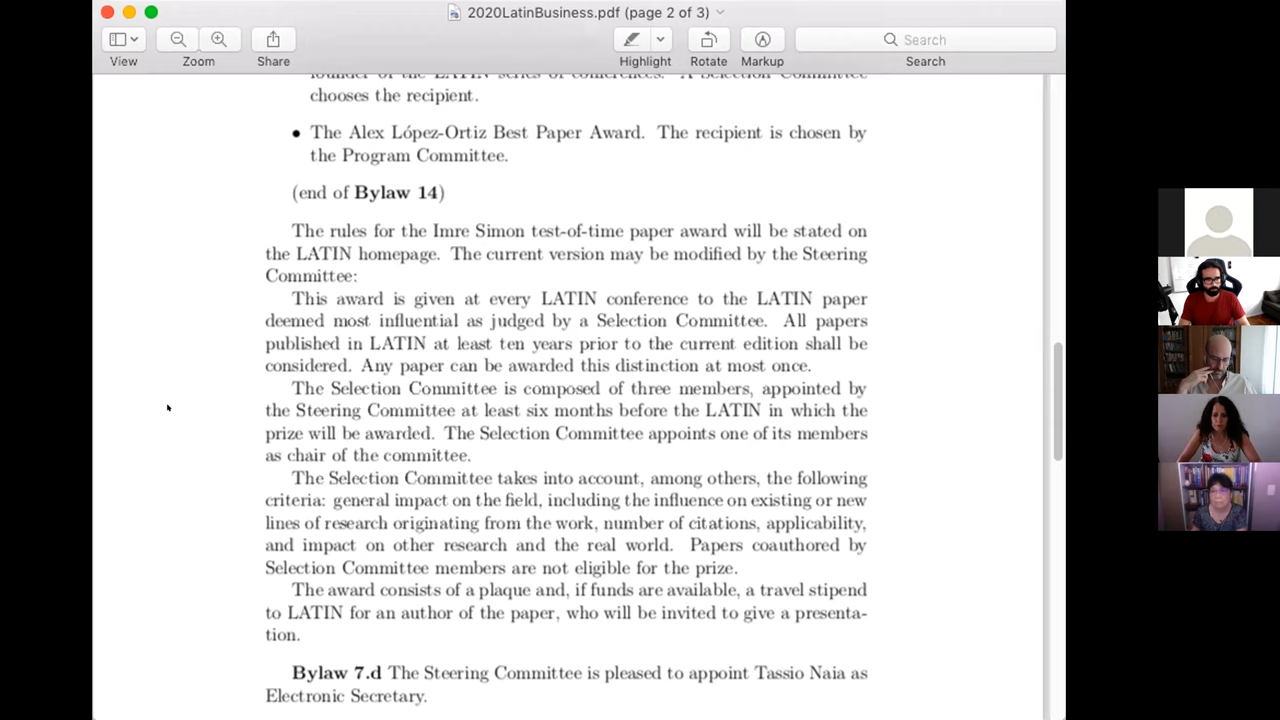 2020LatinBusiness.pdf (page 2 of 3)
View
Zoom
Share
Highlight
Rotate
Markup
Search
Search
founder of the LATIN series of conferences. A Selection Committee
chooses the recipient.
• The Alex López-Ortiz Best Paper Award. The recipient is chosen by
the Program Committee.
(end of Bylaw 14)
The rules for the Imre Simon test-of-time paper award will be stated on
the LATIN homepage. The current version may be modified by the Steering
Committee:
This award is given at every LATIN conference to the LATIN paper
deemed most influential as judged by a Selection Committee. All papers
published in LATIN at least ten years prior to the current edition shall be
considered. Any paper can be awarded this distinction at most once.
The Selection Committee is composed of three members, appointed by
the Steering Committee at least six months before the LATIN in which the
prize will be awarded. The Selection Committee appoints one of its members
as chair of the committee.
The Selection Committee takes into account, among others, the following
criteria: general impact on the field, including the influence on existing or new
lines of research originating from the work, number of citations, applicability,
and impact on other research and the real world. Papers coauthored by
Selection Committee members are not eligible for the prize.
The award consists of a plaque and, if funds are available, a travel stipend
to LATIN for an author of the paper, who will be invited to give a presenta-
tion.
Bylaw 7.d The Steering Committee is pleased to appoint Tassio Naia as
Electronic Secretary.